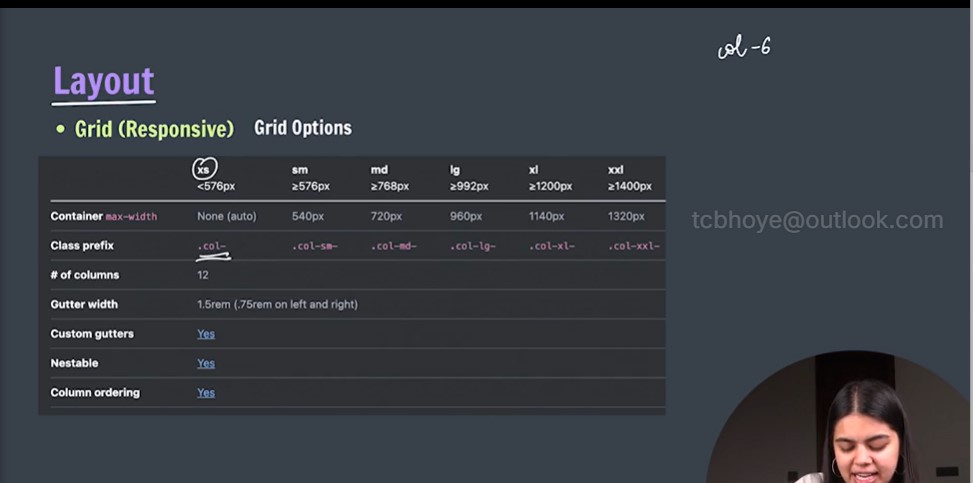 col-6
Layout
• Grid (Responsive) Grid Options
xs sm md lg xl xxl
<576px ≥576px ≥768px ≥992px ≥1200px ≥1400px
Container max-width None (auto) 540px 720px 960px 1140px 1320px
Class prefix .col- .col-sm- .col-md- .col-lg- .col-xl- .col-xxl-
# of columns 12
Gutter width 1.5rem (.75rem on left and right)
Custom gutters Yes
Nestable Yes
Column ordering Yes
tcbhoye@outlook.com